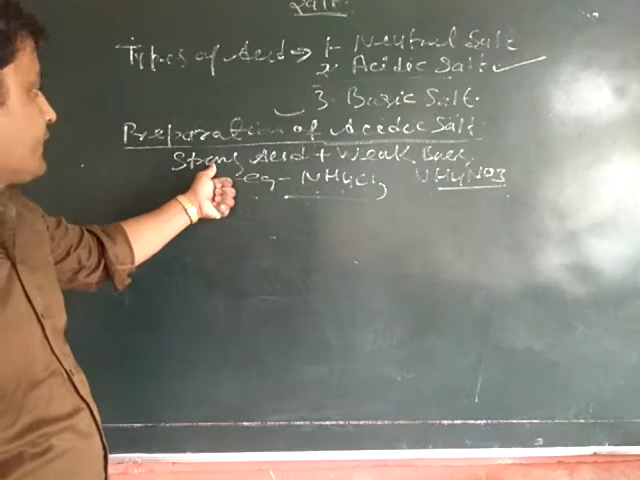 Salt
Types of Acid → 1- Neutral Salt
2. Acidic Salt ✓
3. Basic Salt.
Preparation of Acidic Salt
Strong Acid + Weak Base
eg - NH4Cl, NH4NO3